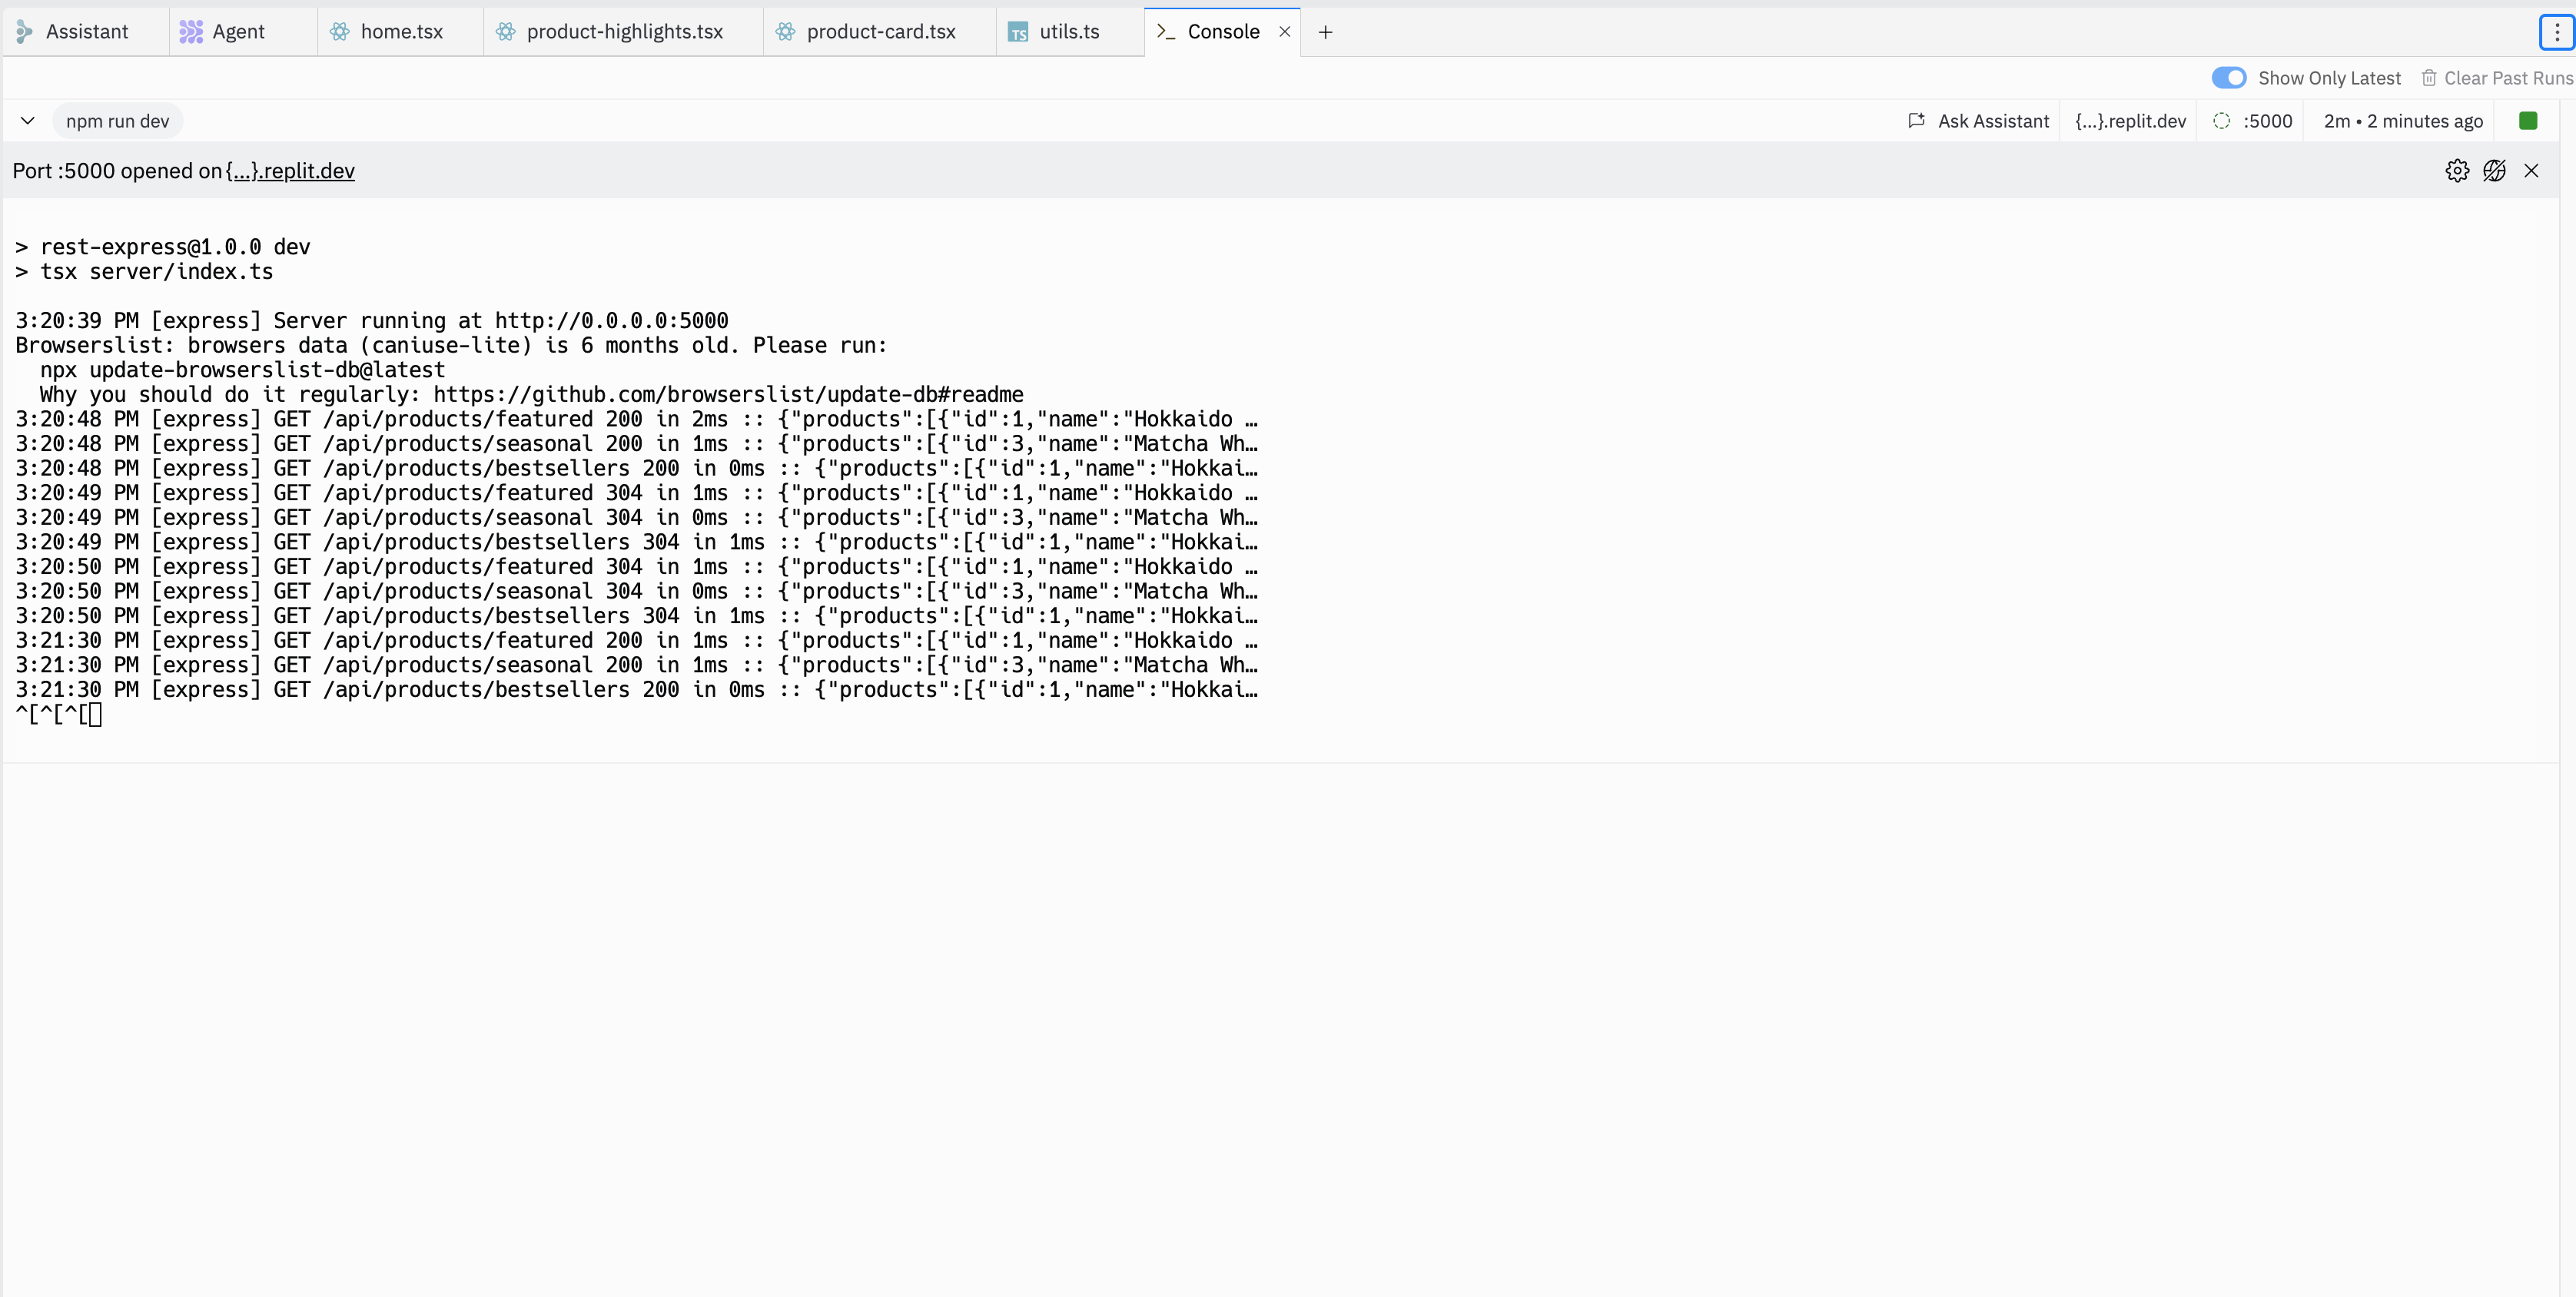 Assistant Agent home.tsx product-highlights.tsx product-card.tsx TS utils.ts >_ Console × +
Show Only Latest Clear Past Runs
npm run dev Ask Assistant {...}.replit.dev :5000 2m • 2 minutes ago
Port :5000 opened on {...}.replit.dev
> rest-express@1.0.0 dev
> tsx server/index.ts
3:20:39 PM [express] Server running at http://0.0.0.0:5000
Browserslist: browsers data (caniuse-lite) is 6 months old. Please run:
  npx update-browserslist-db@latest
  Why you should do it regularly: https://github.com/browserslist/update-db#readme
3:20:48 PM [express] GET /api/products/featured 200 in 2ms :: {"products":[{"id":1,"name":"Hokkaido …
3:20:48 PM [express] GET /api/products/seasonal 200 in 1ms :: {"products":[{"id":3,"name":"Matcha Wh…
3:20:48 PM [express] GET /api/products/bestsellers 200 in 0ms :: {"products":[{"id":1,"name":"Hokkai…
3:20:49 PM [express] GET /api/products/featured 304 in 1ms :: {"products":[{"id":1,"name":"Hokkaido …
3:20:49 PM [express] GET /api/products/seasonal 304 in 0ms :: {"products":[{"id":3,"name":"Matcha Wh…
3:20:49 PM [express] GET /api/products/bestsellers 304 in 1ms :: {"products":[{"id":1,"name":"Hokkai…
3:20:50 PM [express] GET /api/products/featured 304 in 1ms :: {"products":[{"id":1,"name":"Hokkaido …
3:20:50 PM [express] GET /api/products/seasonal 304 in 0ms :: {"products":[{"id":3,"name":"Matcha Wh…
3:20:50 PM [express] GET /api/products/bestsellers 304 in 1ms :: {"products":[{"id":1,"name":"Hokkai…
3:21:30 PM [express] GET /api/products/featured 200 in 1ms :: {"products":[{"id":1,"name":"Hokkaido …
3:21:30 PM [express] GET /api/products/seasonal 200 in 1ms :: {"products":[{"id":3,"name":"Matcha Wh…
3:21:30 PM [express] GET /api/products/bestsellers 200 in 0ms :: {"products":[{"id":1,"name":"Hokkai…
^[^[^[